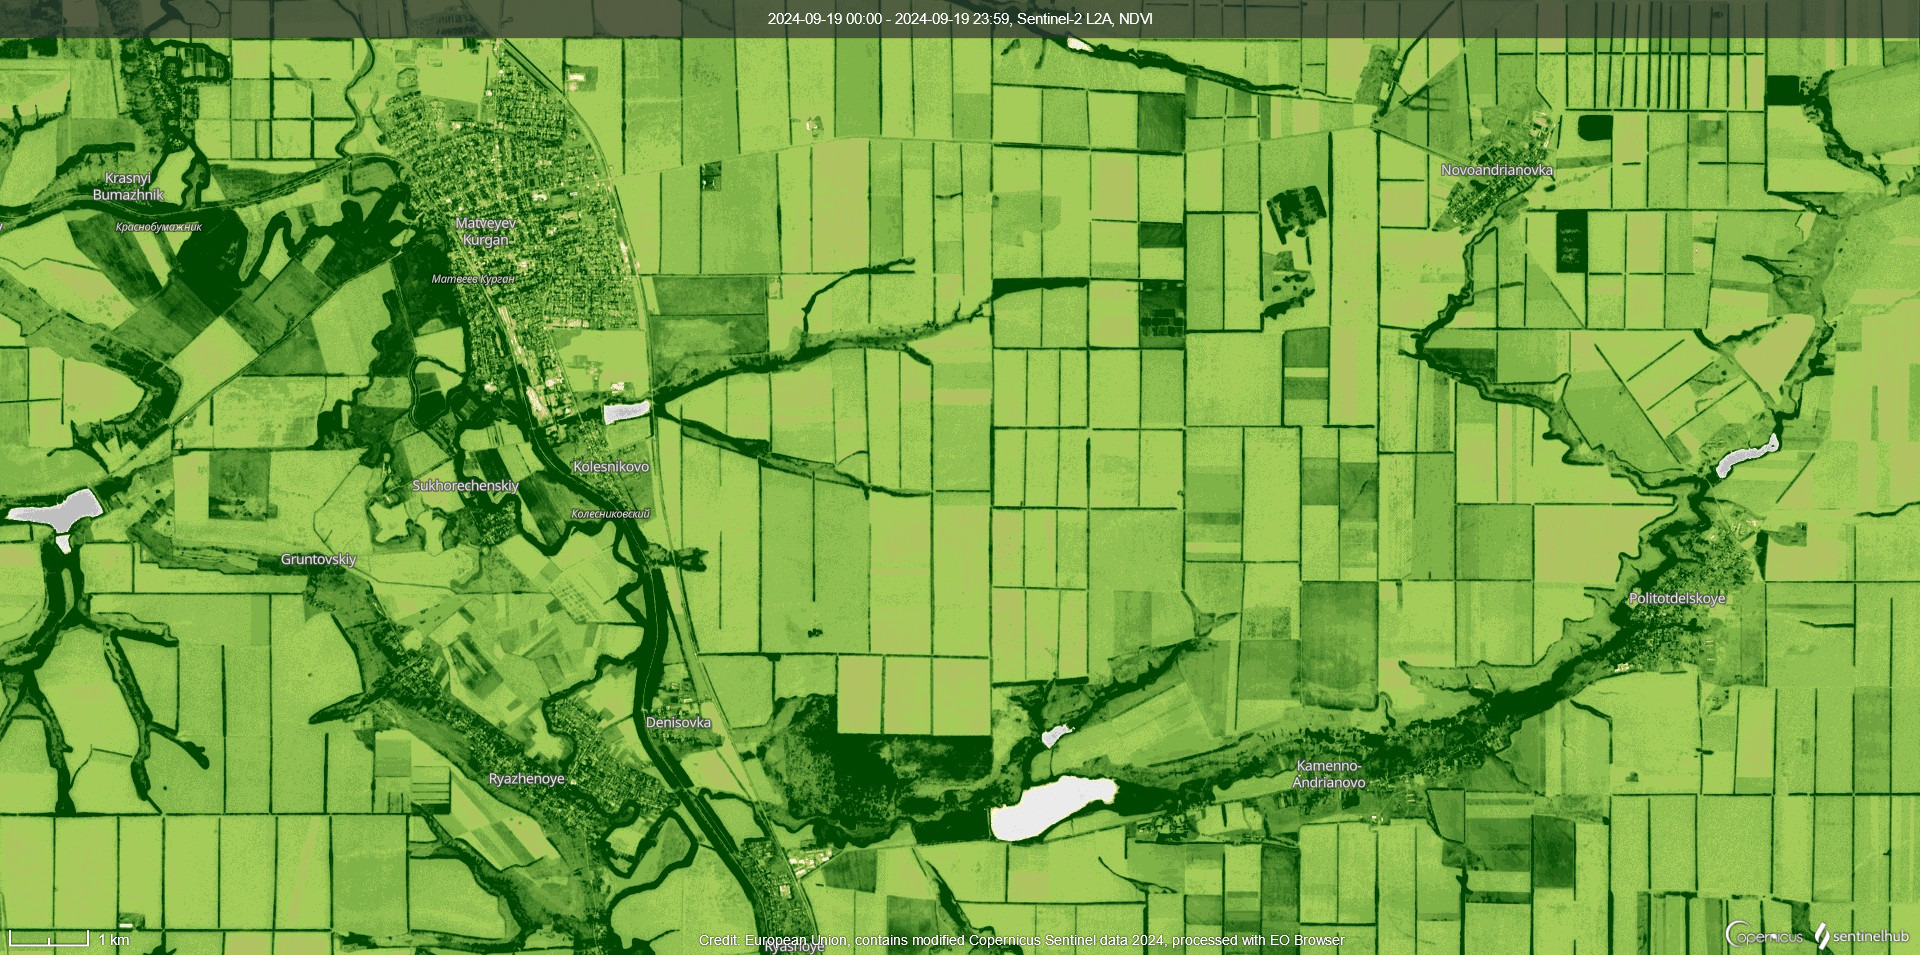 2024-09-19 00:00 - 2024-09-19 23:59, Sentinel-2 L2A, NDVI
Krasnyi
Bumazhnik
Краснобумажник
Novoandrianovka
Matveyev
Kurgan
Матвеев Курган
Kolesnikovo
Sukhorechenskiy
Колесниковский
Gruntovskiy
Politotdelskoye
Denisovka
Ryazhenoye
Kamenno-
Andrianovo
1 km
Credit: European Union, contains modified Copernicus Sentinel data 2024, processed with EO Browser
Copernicus
sentinelhub